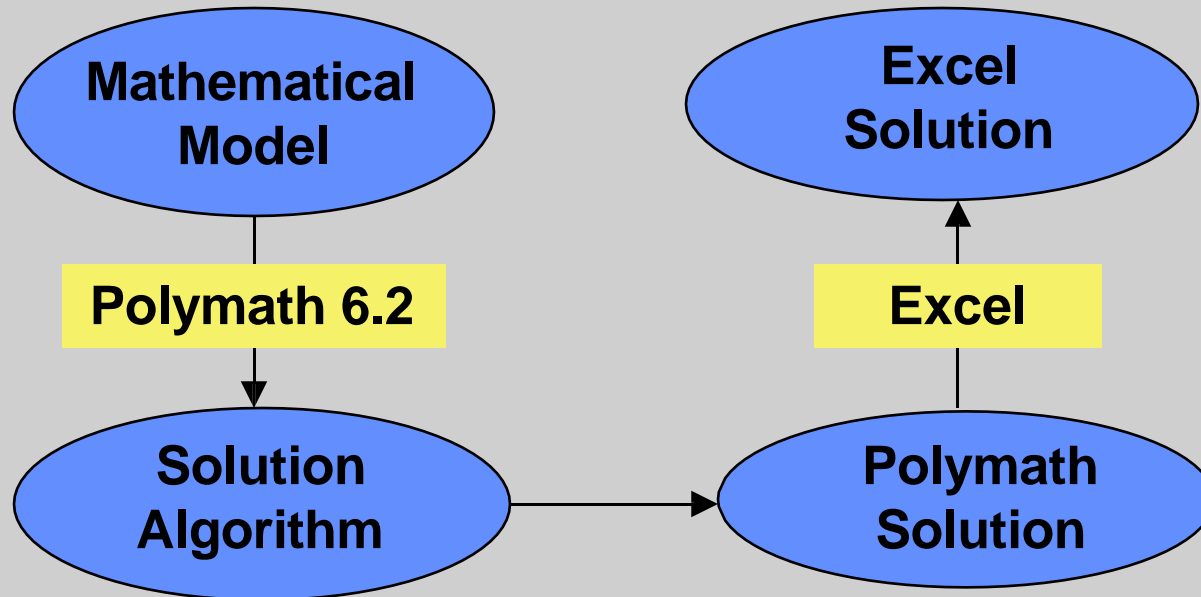 Mathematical
Model
Polymath 6.2
Solution
Algorithm
Polymath
Solution
Excel
Excel
Solution